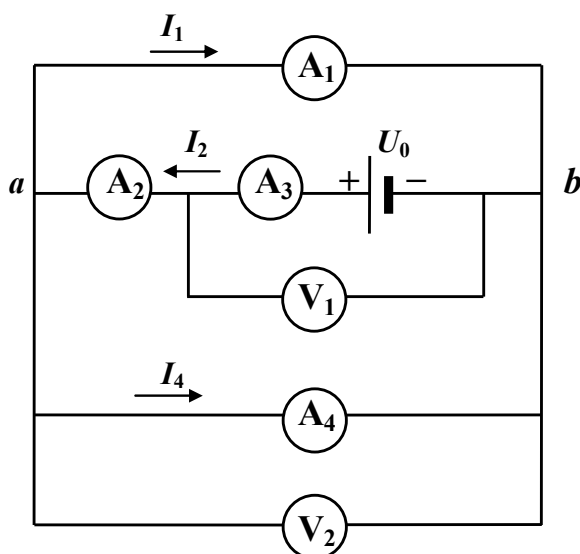 I₁
A₁
I₂ U₀
a A₂ A₃ + − b
V₁
I₄
A₄
V₂